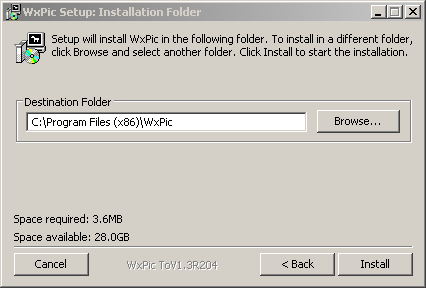 WxPic Setup: Installation Folder
Setup will install WxPic in the following folder. To install in a different folder,
click Browse and select another folder. Click Install to start the installation.
Destination Folder
C:\Program Files (x86)\WxPic
Browse...
Space required: 3.6MB
Space available: 28.0GB
Cancel
WxPic ToV1.3R204
< Back
Install